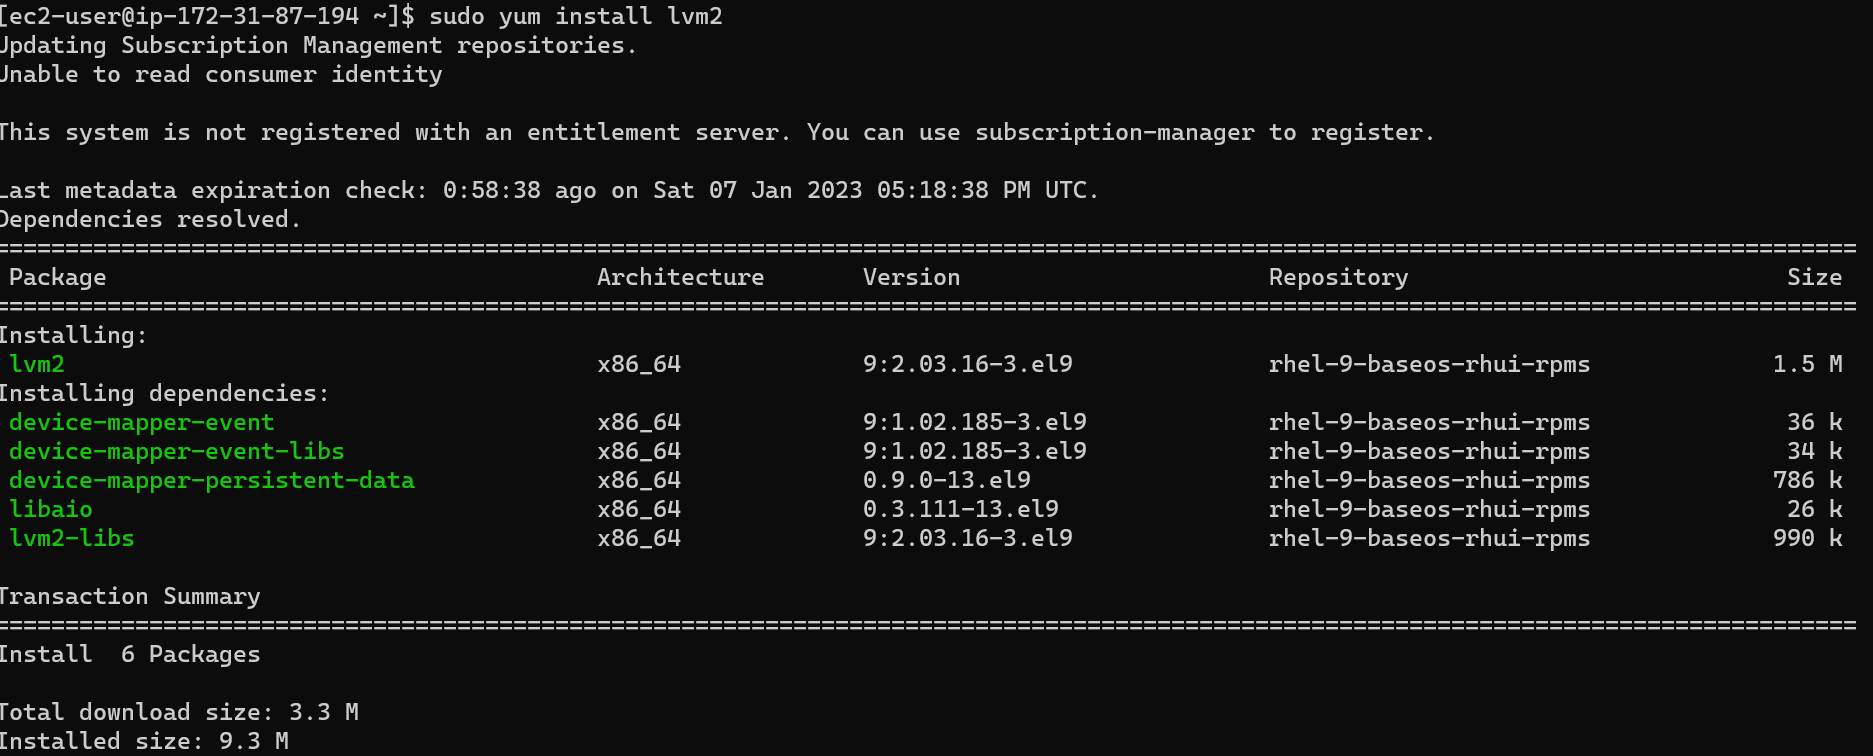 [ec2-user@ip-172-31-87-194 ~]$ sudo yum install lvm2
Updating Subscription Management repositories.
Unable to read consumer identity
This system is not registered with an entitlement server. You can use subscription-manager to register.
Last metadata expiration check: 0:58:38 ago on Sat 07 Jan 2023 05:18:38 PM UTC.
Dependencies resolved.
Package Architecture Version Repository Size
Installing:
lvm2 x86_64 9:2.03.16-3.el9 rhel-9-baseos-rhui-rpms 1.5 M
Installing dependencies:
device-mapper-event x86_64 9:1.02.185-3.el9 rhel-9-baseos-rhui-rpms 36 k
device-mapper-event-libs x86_64 9:1.02.185-3.el9 rhel-9-baseos-rhui-rpms 34 k
device-mapper-persistent-data x86_64 0.9.0-13.el9 rhel-9-baseos-rhui-rpms 786 k
libaio x86_64 0.3.111-13.el9 rhel-9-baseos-rhui-rpms 26 k
lvm2-libs x86_64 9:2.03.16-3.el9 rhel-9-baseos-rhui-rpms 990 k
Transaction Summary
Install 6 Packages
Total download size: 3.3 M
Installed size: 9.3 M